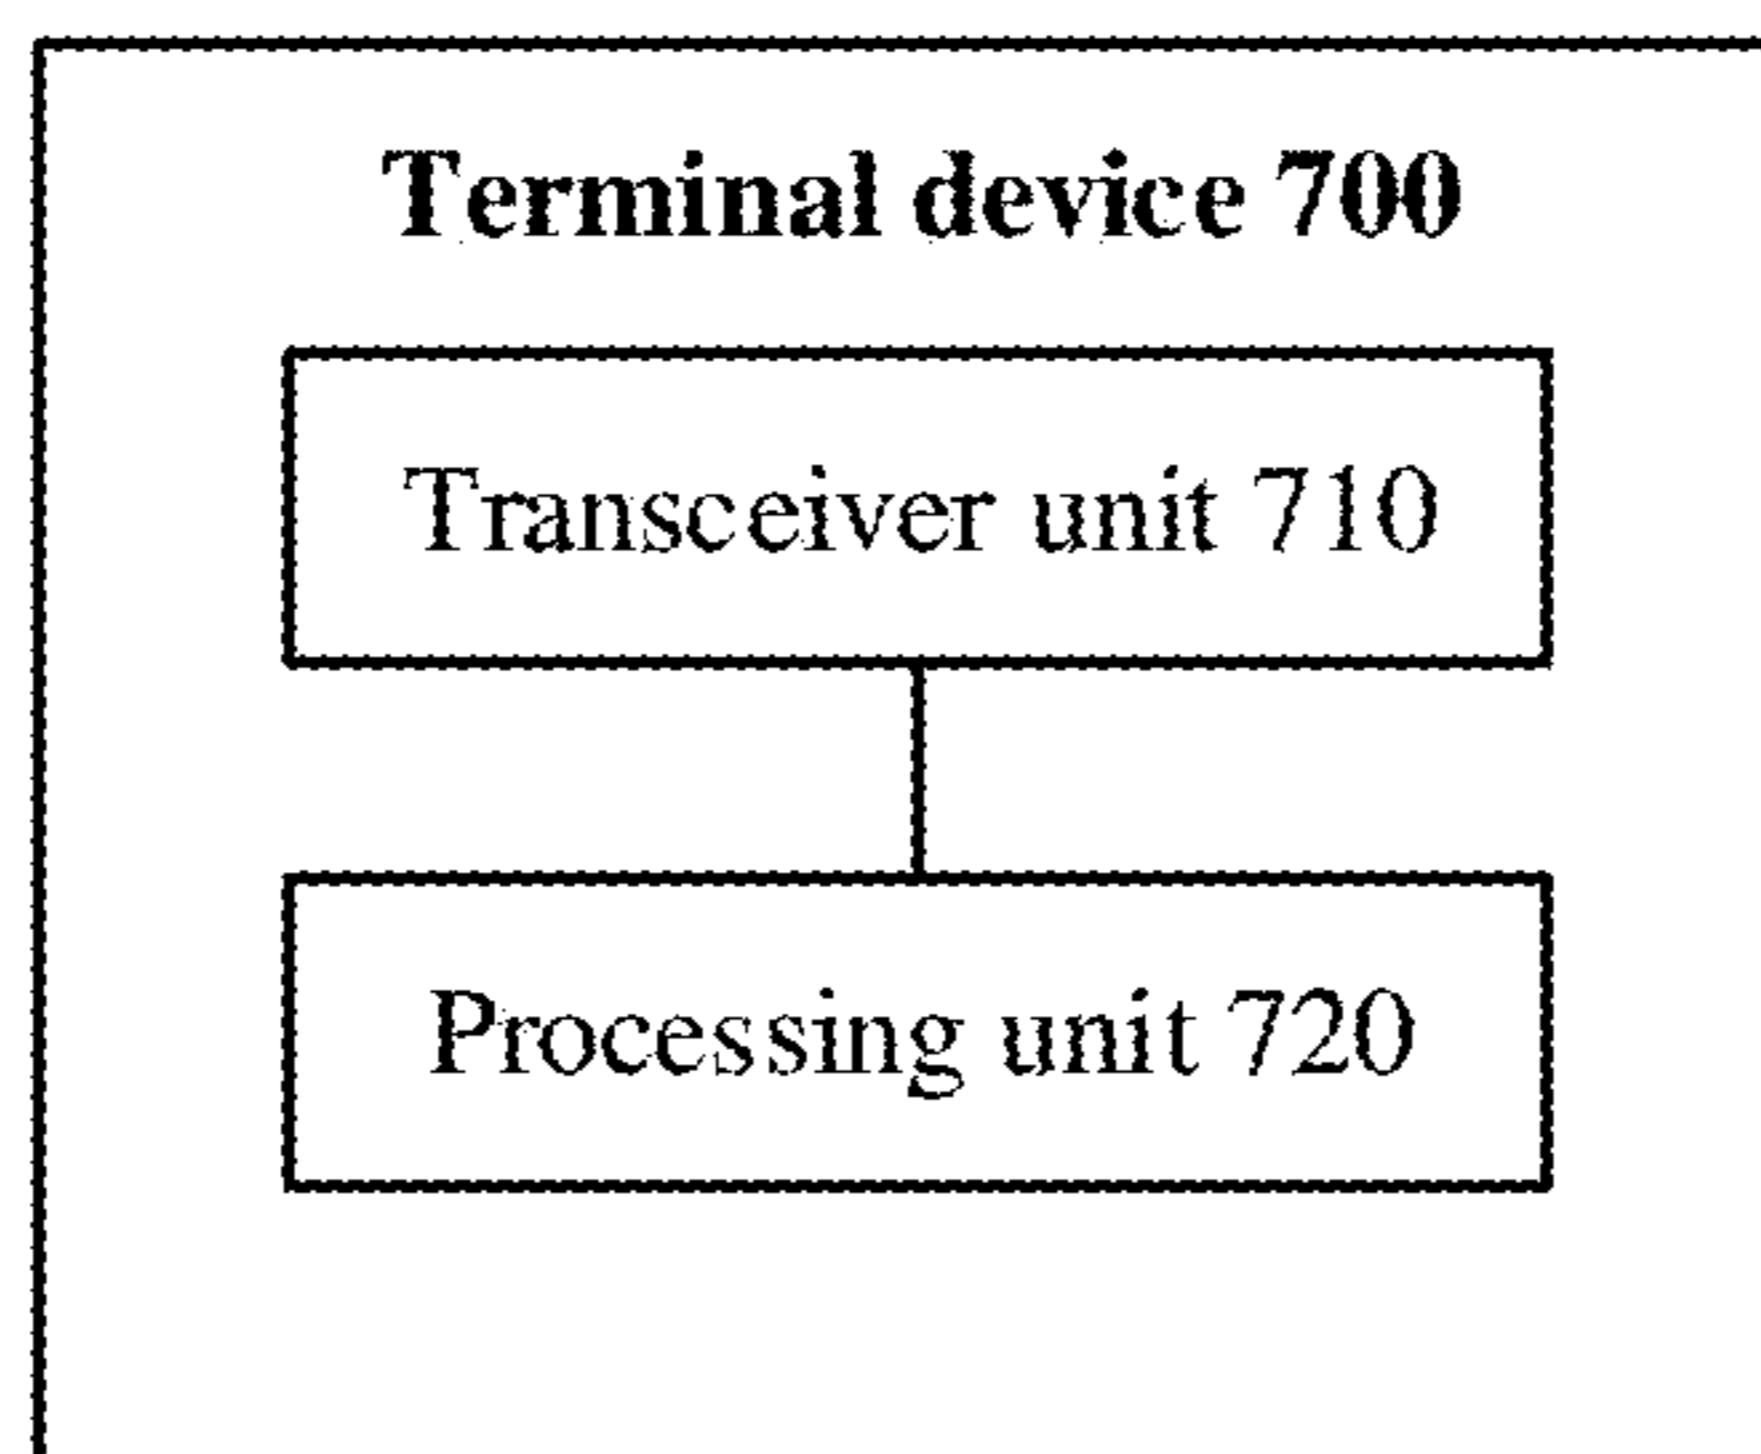 Terminal device 700
Transceiver unit 710
Processing unit 720